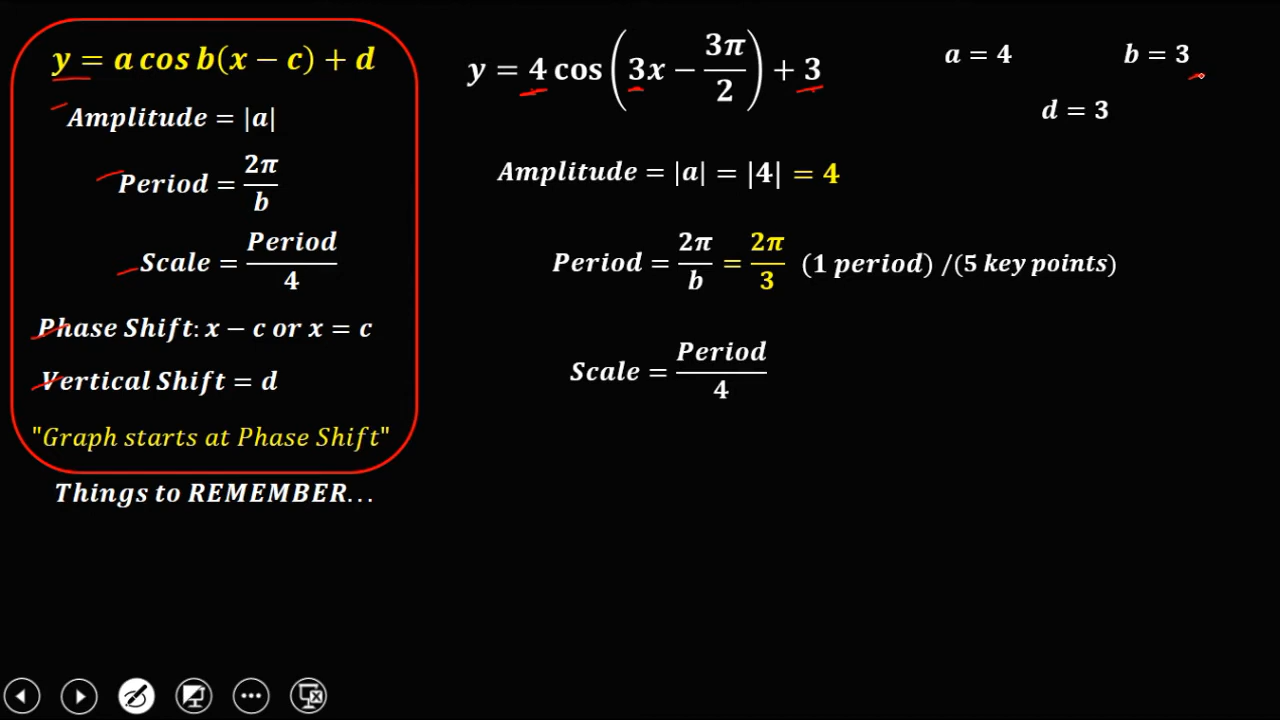 y = a cos b(x − c) + d
Amplitude = |a|
Period = 2π/b
Scale = Period/4
Phase Shift: x − c or x = c
Vertical Shift = d
"Graph starts at Phase Shift"
Things to REMEMBER...
y = 4 cos (3x − 3π/2) + 3
a = 4
b = 3
d = 3
Amplitude = |a| = |4| = 4
Period = 2π/b = 2π/3 (1 period) /(5 key points)
Scale = Period/4